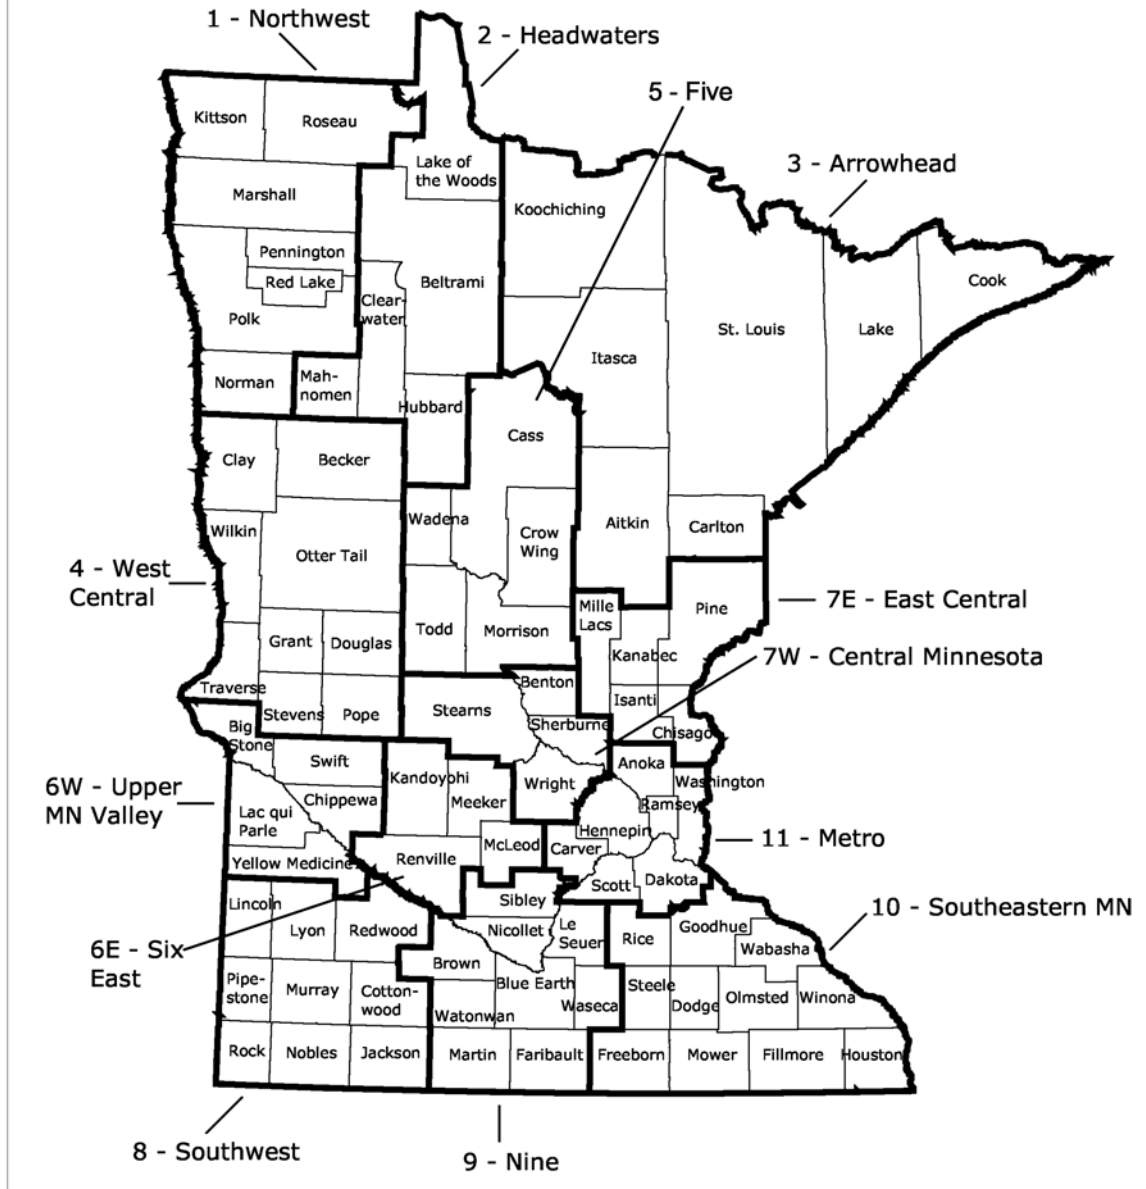 1 - Northwest
2 - Headwaters
5 - Five
3 - Arrowhead
Kittson
Roseau
Lake of
the Woods
Marshall
Koochiching
Pennington
Red Lake
Beltrami
Cook
Clear-
water
Polk
St. Louis
Lake
Itasca
Norman
Mah-
nomen
Hubbard
Cass
Clay
Becker
Wadena
Wilkin
Crow
Wing
Aitkin
Carlton
Otter Tail
4 - West
Central
Mille
Lacs
Pine
7E - East Central
Grant
Douglas
Todd
Morrison
Kanabec
7W - Central Minnesota
Traverse
Stevens
Pope
Stearns
Benton
Isanti
Sherburne
Chisago
Big
Stone
Swift
Kandoyohi
Wright
Anoka
Washington
6W - Upper
MN Valley
Lac qui
Parle
Chippewa
Meeker
Ramsey
Hennepin
11 - Metro
Yellow Medicine
Renville
McLeod
Carver
Scott
Dakota
Lincoln
Lyon
Redwood
Sibley
Nicollet
Le
Seuer
Rice
Goodhue
Wabasha
10 - Southeastern MN
6E - Six
East
Brown
Pipe-
stone
Murray
Cotton-
wood
Blue Earth
Watonwan
Waseca
Steele
Dodge
Olmsted
Winona
Rock
Nobles
Jackson
Martin
Faribault
Freeborn
Mower
Fillmore
Houston
8 - Southwest
9 - Nine